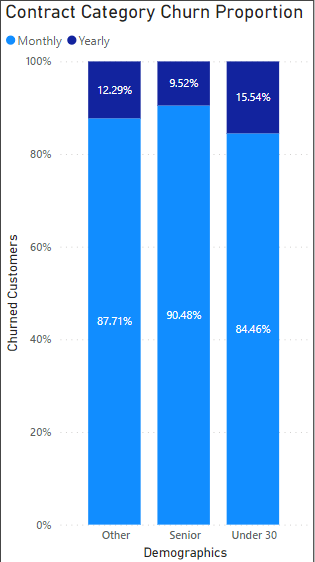 Contract Category Churn Proportion
Monthly Yearly
100%
80%
60%
40%
20%
0%
Churned Customers
12.29%
9.52%
15.54%
87.71%
90.48%
84.46%
Other Senior Under 30
Demographics